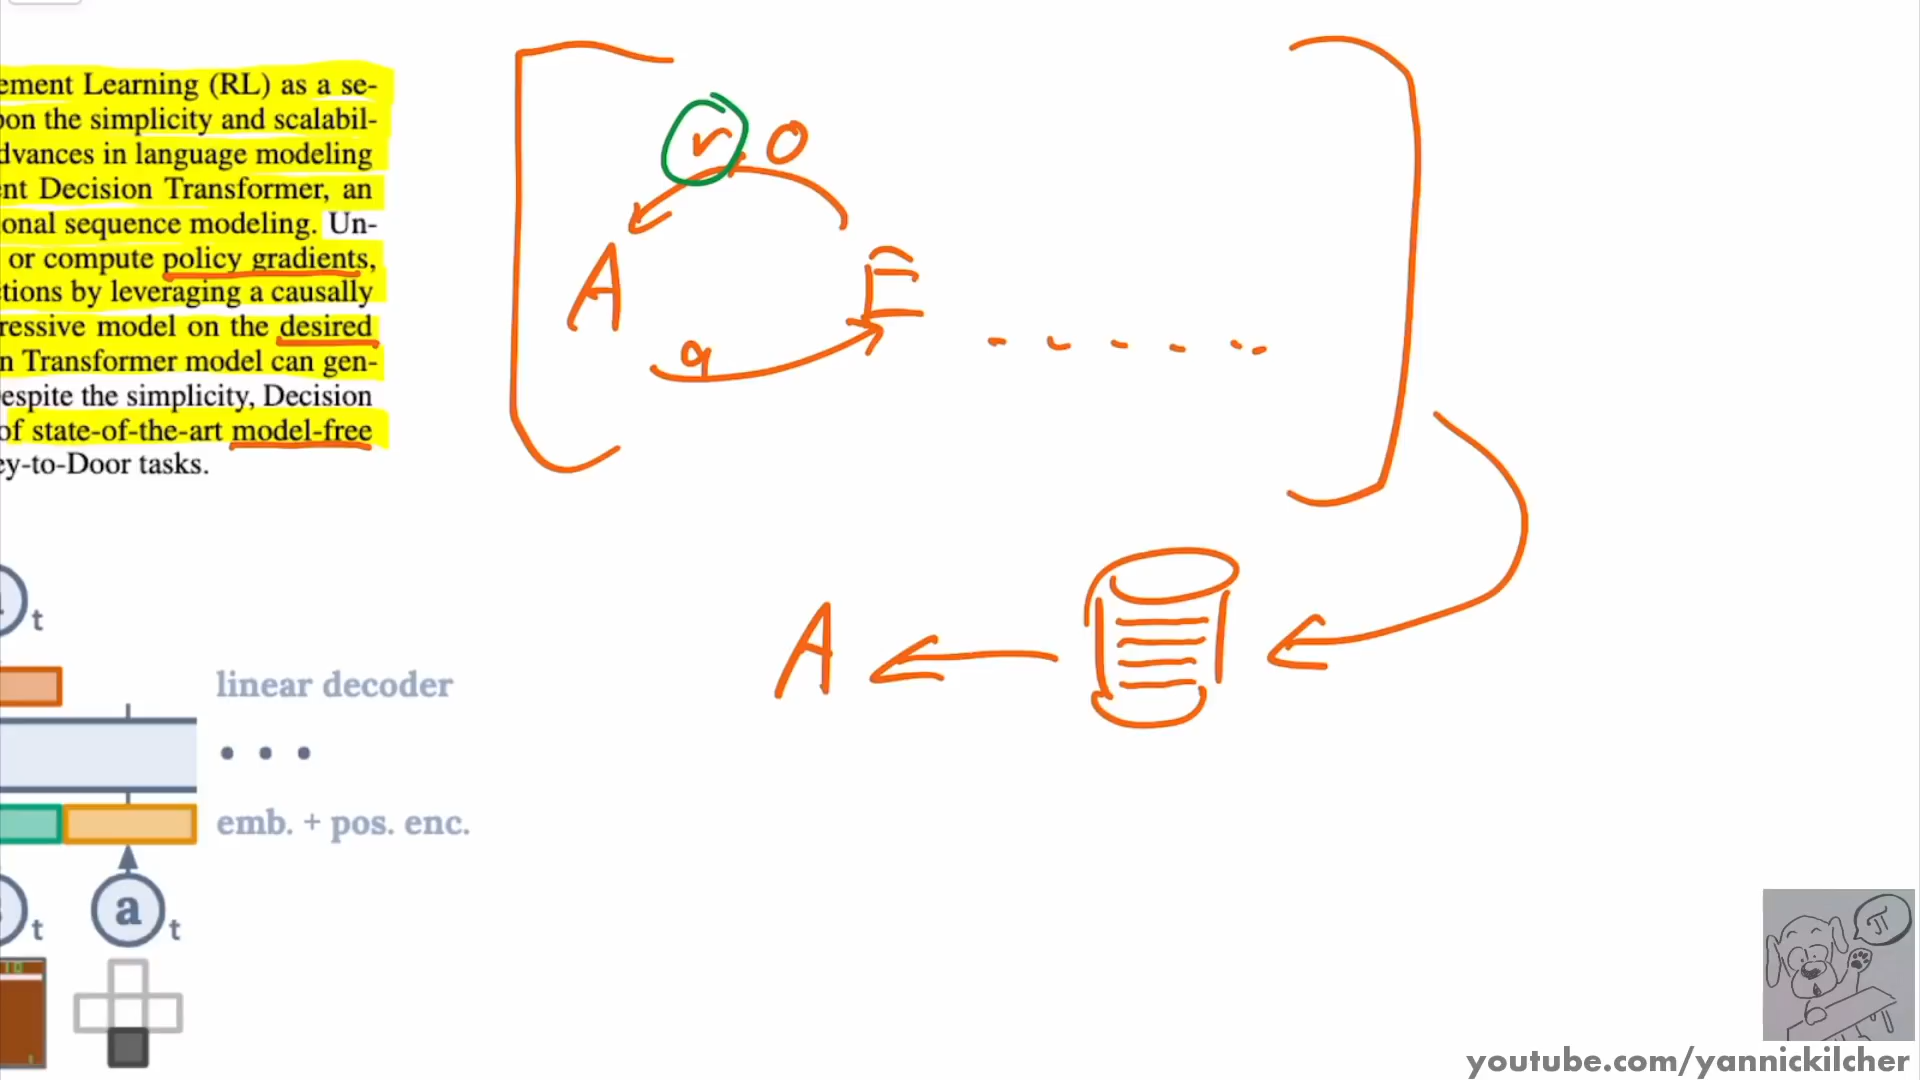 ement Learning (RL) as a se-
pon the simplicity and scalabil-
dvances in language modeling
ent Decision Transformer, an
onal sequence modeling. Un-
or compute policy gradients,
ctions by leveraging a causally
ressive model on the desired
n Transformer model can gen-
espite the simplicity, Decision
of state-of-the-art model-free
ey-to-Door tasks.
r, O
A
E
a
A
t
linear decoder
• • •
emb. + pos. enc.
t
a t
10
1
π
youtube.com/yannickilcher